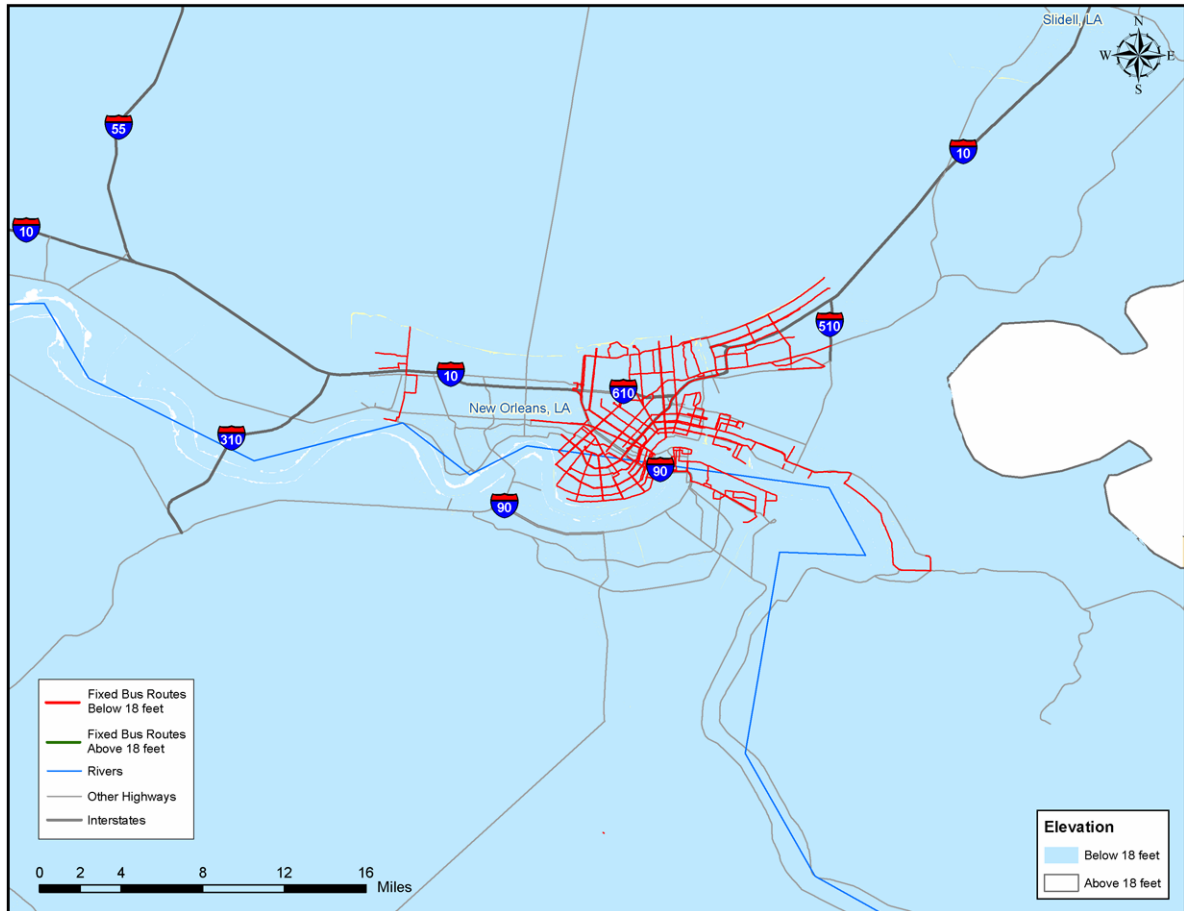 Slidell, LA
N
W
E
S
55
10
10
510
10
610
New Orleans, LA
310
90
90
Fixed Bus Routes
Below 18 feet
Fixed Bus Routes
Above 18 feet
Rivers
Other Highways
Interstates
Elevation
Below 18 feet
Above 18 feet
0 2 4 8 12 16
Miles